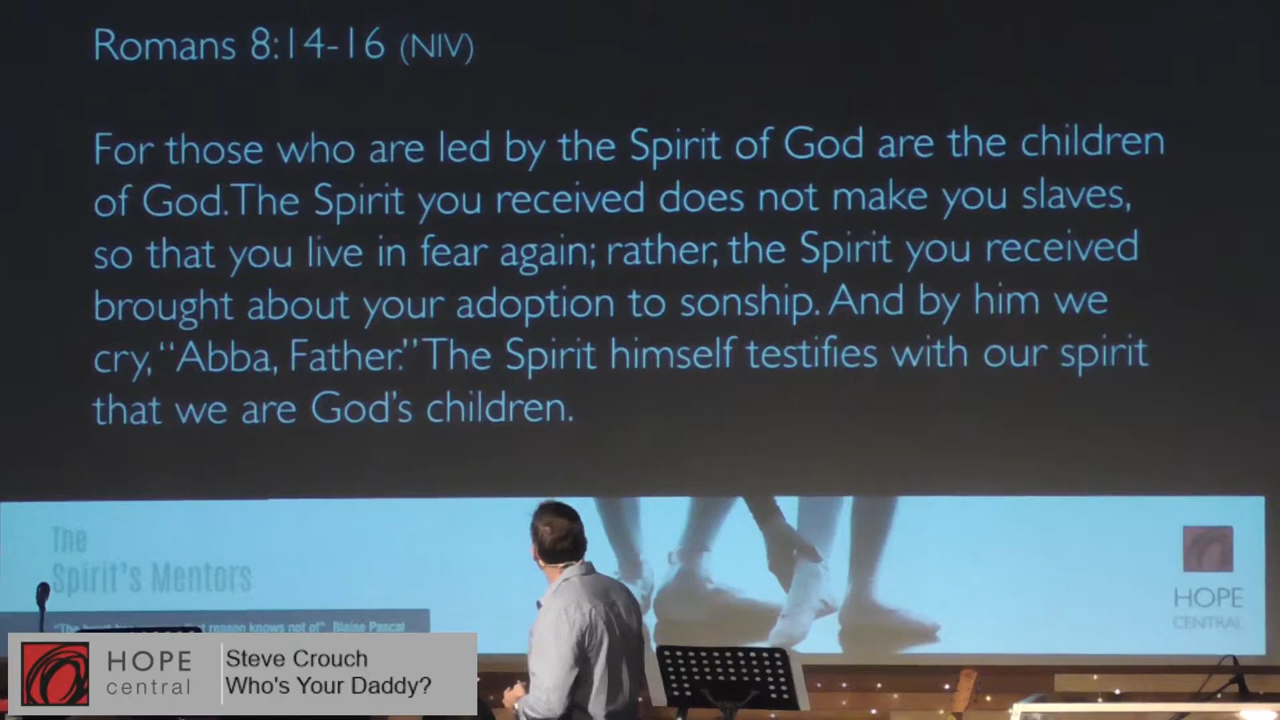 Romans 8:14-16 (NIV)
For those who are led by the Spirit of God are the children
of God. The Spirit you received does not make you slaves,
so that you live in fear again; rather, the Spirit you received
brought about your adoption to sonship. And by him we
cry, “Abba, Father.” The Spirit himself testifies with our spirit
that we are God’s children.
The
Spirit's Mentors
HOPE
CENTRAL
"The heart reason knows not of". Blaise Pascal
HOPE
central
Steve Crouch
Who's Your Daddy?